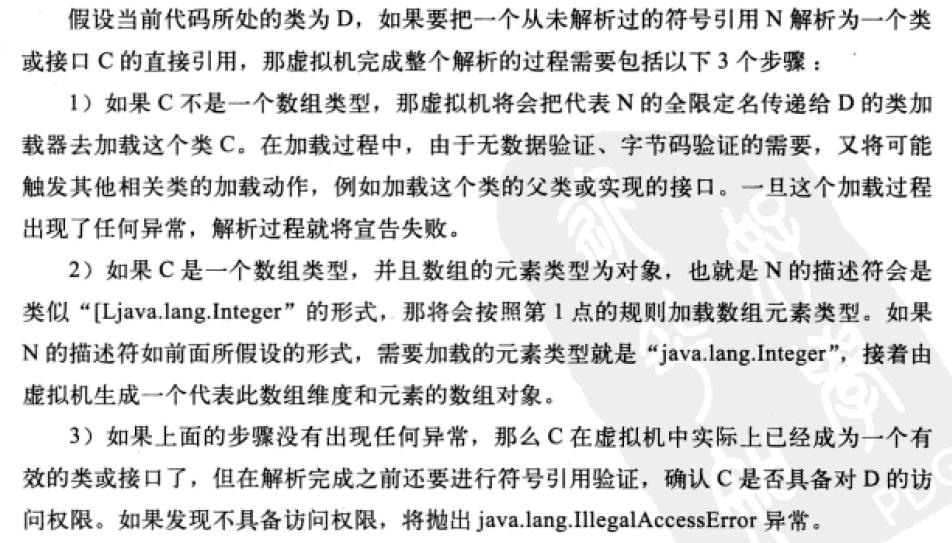 假设当前代码所处的类为 D，如果要把一个从未解析过的符号引用 N 解析为一个类
或接口 C 的直接引用，那虚拟机完成整个解析的过程需要包括以下 3 个步骤：
1）如果 C 不是一个数组类型，那虚拟机将会把代表 N 的全限定名传递给 D 的类加
载器去加载这个类 C。在加载过程中，由于无数据验证、字节码验证的需要，又将可能
触发其他相关类的加载动作，例如加载这个类的父类或实现的接口。一旦这个加载过程
出现了任何异常，解析过程就将宣告失败。
2）如果 C 是一个数组类型，并且数组的元素类型为对象，也就是 N 的描述符会是
类似“[Ljava.lang.Integer”的形式，那将会按照第 1 点的规则加载数组元素类型。如果
N 的描述符如前面所假设的形式，需要加载的元素类型就是“java.lang.Integer”，接着由
虚拟机生成一个代表此数组维度和元素的数组对象。
3）如果上面的步骤没有出现任何异常，那么 C 在虚拟机中实际上已经成为一个有
效的类或接口了，但在解析完成之前还要进行符号引用验证，确认 C 是否具备对 D 的访
问权限。如果发现不具备访问权限，将抛出 java.lang.IllegalAccessError 异常。